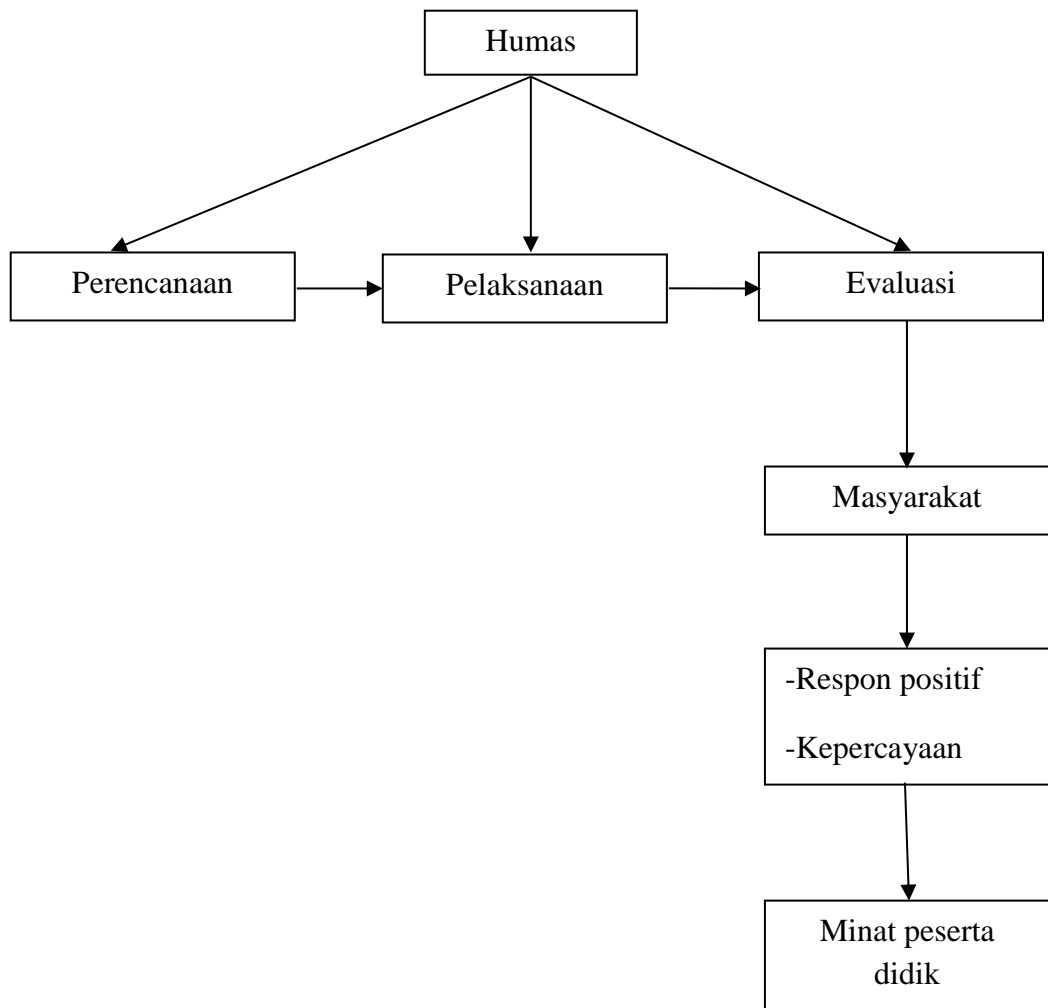 Humas
Perencanaan
Pelaksanaan
Evaluasi
Masyarakat
-Respon positif
-Kepercayaan
Minat peserta
didik